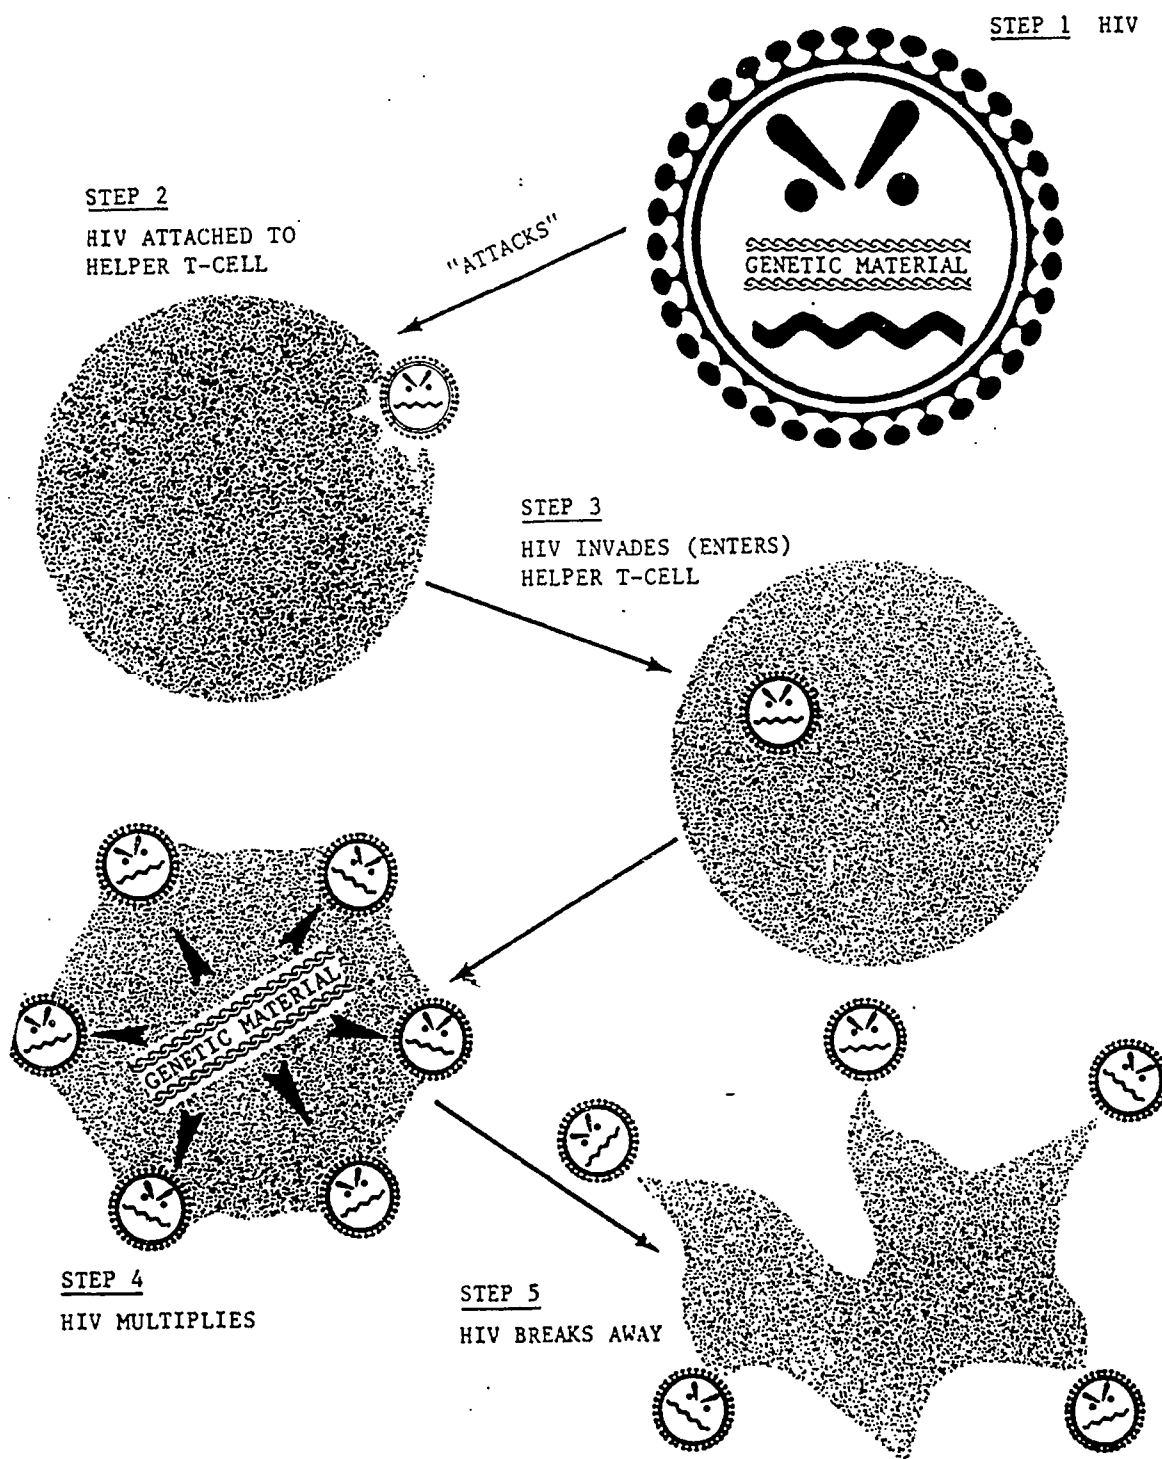 STEP 1 HIV
GENETIC MATERIAL
"ATTACKS"
STEP 2
HIV ATTACHED TO
HELPER T-CELL
STEP 3
HIV INVADES (ENTERS)
HELPER T-CELL
GENETIC MATERIAL
STEP 4
HIV MULTIPLIES
STEP 5
HIV BREAKS AWAY